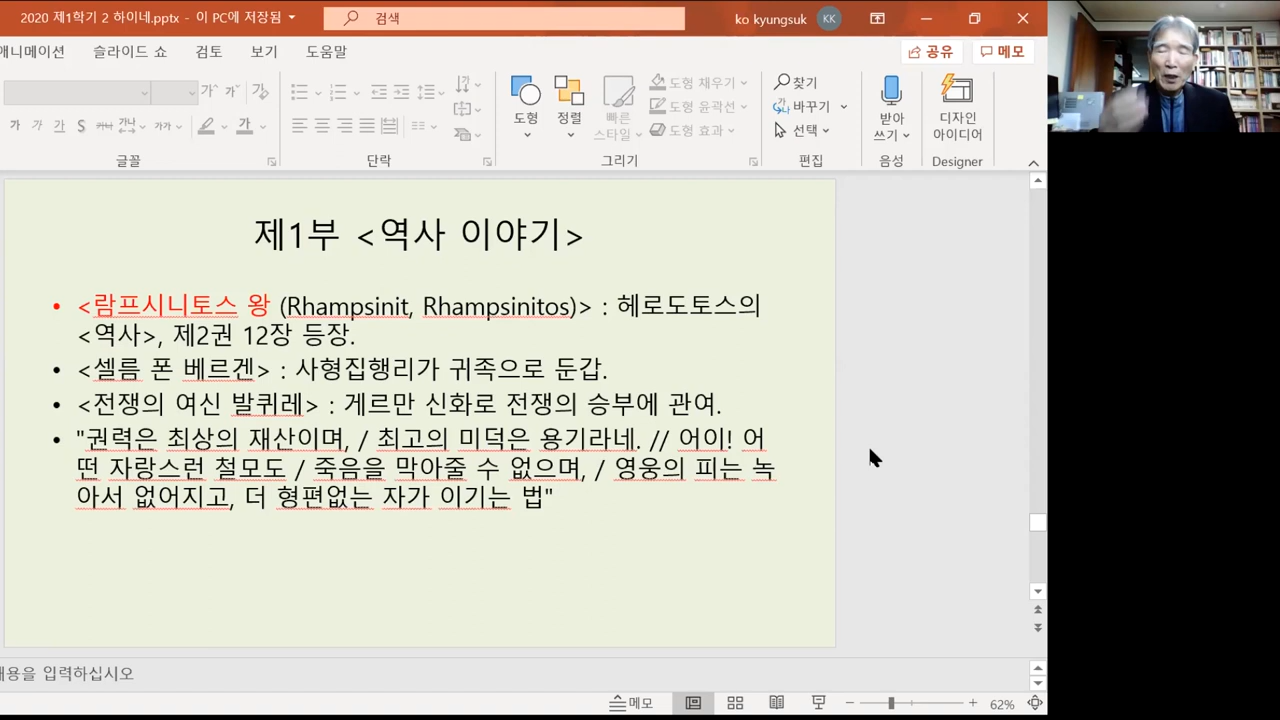 2020 제1학기 2 하이네.pptx - 이 PC에 저장됨
검색
ko kyungsuk
KK
애니메이션 슬라이드 쇼 검토 보기 도움말
공유 메모
가 가 가 S 가나 가나 가가
도형
정렬
빠른
스타일
도형 채우기
도형 윤곽선
도형 효과
찾기
바꾸기
선택
받아
쓰기
디자인
아이디어
글꼴 단락 그리기 편집 음성 Designer
제1부 <역사 이야기>
• <람프시니토스 왕 (Rhampsinit, Rhampsinitos)> : 헤로도토스의
<역사>, 제2권 12장 등장.
• <셀름 폰 베르겐> : 사형집행리가 귀족으로 둔갑.
• <전쟁의 여신 발퀴레> : 게르만 신화로 전쟁의 승부에 관여.
• "권력은 최상의 재산이며, / 최고의 미덕은 용기라네. // 어이! 어
떤 자랑스런 철모도 / 죽음을 막아줄 수 없으며, / 영웅의 피는 녹
아서 없어지고, 더 형편없는 자가 이기는 법"
내용을 입력하십시오
메모
62%